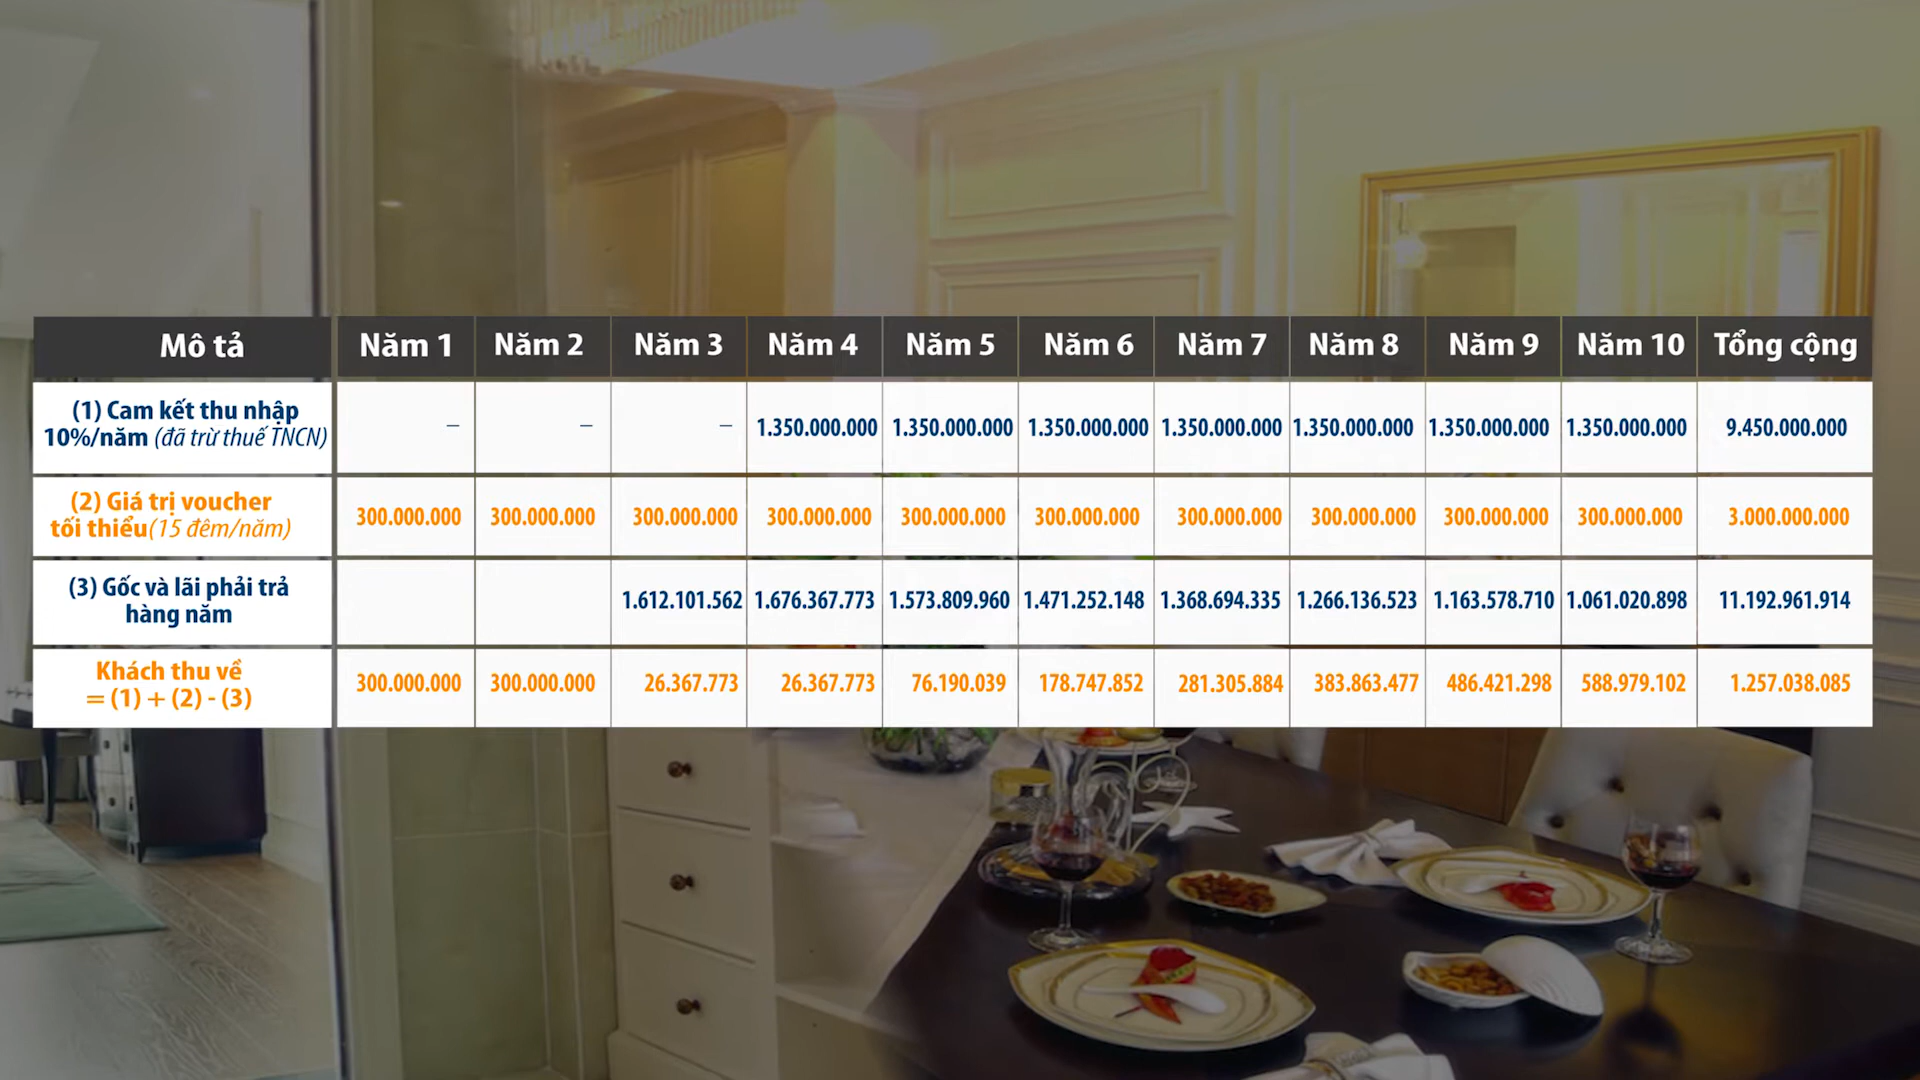 Mô tả Năm 1 Năm 2 Năm 3 Năm 4 Năm 5 Năm 6 Năm 7 Năm 8 Năm 9 Năm 10 Tổng cộng
(1) Cam kết thu nhập
10%/năm (đã trừ thuế TNCN) – – – 1.350.000.000 1.350.000.000 1.350.000.000 1.350.000.000 1.350.000.000 1.350.000.000 1.350.000.000 9.450.000.000
(2) Giá trị voucher
tối thiểu(15 đêm/năm) 300.000.000 300.000.000 300.000.000 300.000.000 300.000.000 300.000.000 300.000.000 300.000.000 300.000.000 300.000.000 3.000.000.000
(3) Gốc và lãi phải trả
hàng năm 1.612.101.562 1.676.367.773 1.573.809.960 1.471.252.148 1.368.694.335 1.266.136.523 1.163.578.710 1.061.020.898 11.192.961.914
Khách thu về
= (1) + (2) - (3) 300.000.000 300.000.000 26.367.773 26.367.773 76.190.039 178.747.852 281.305.884 383.863.477 486.421.298 588.979.102 1.257.038.085